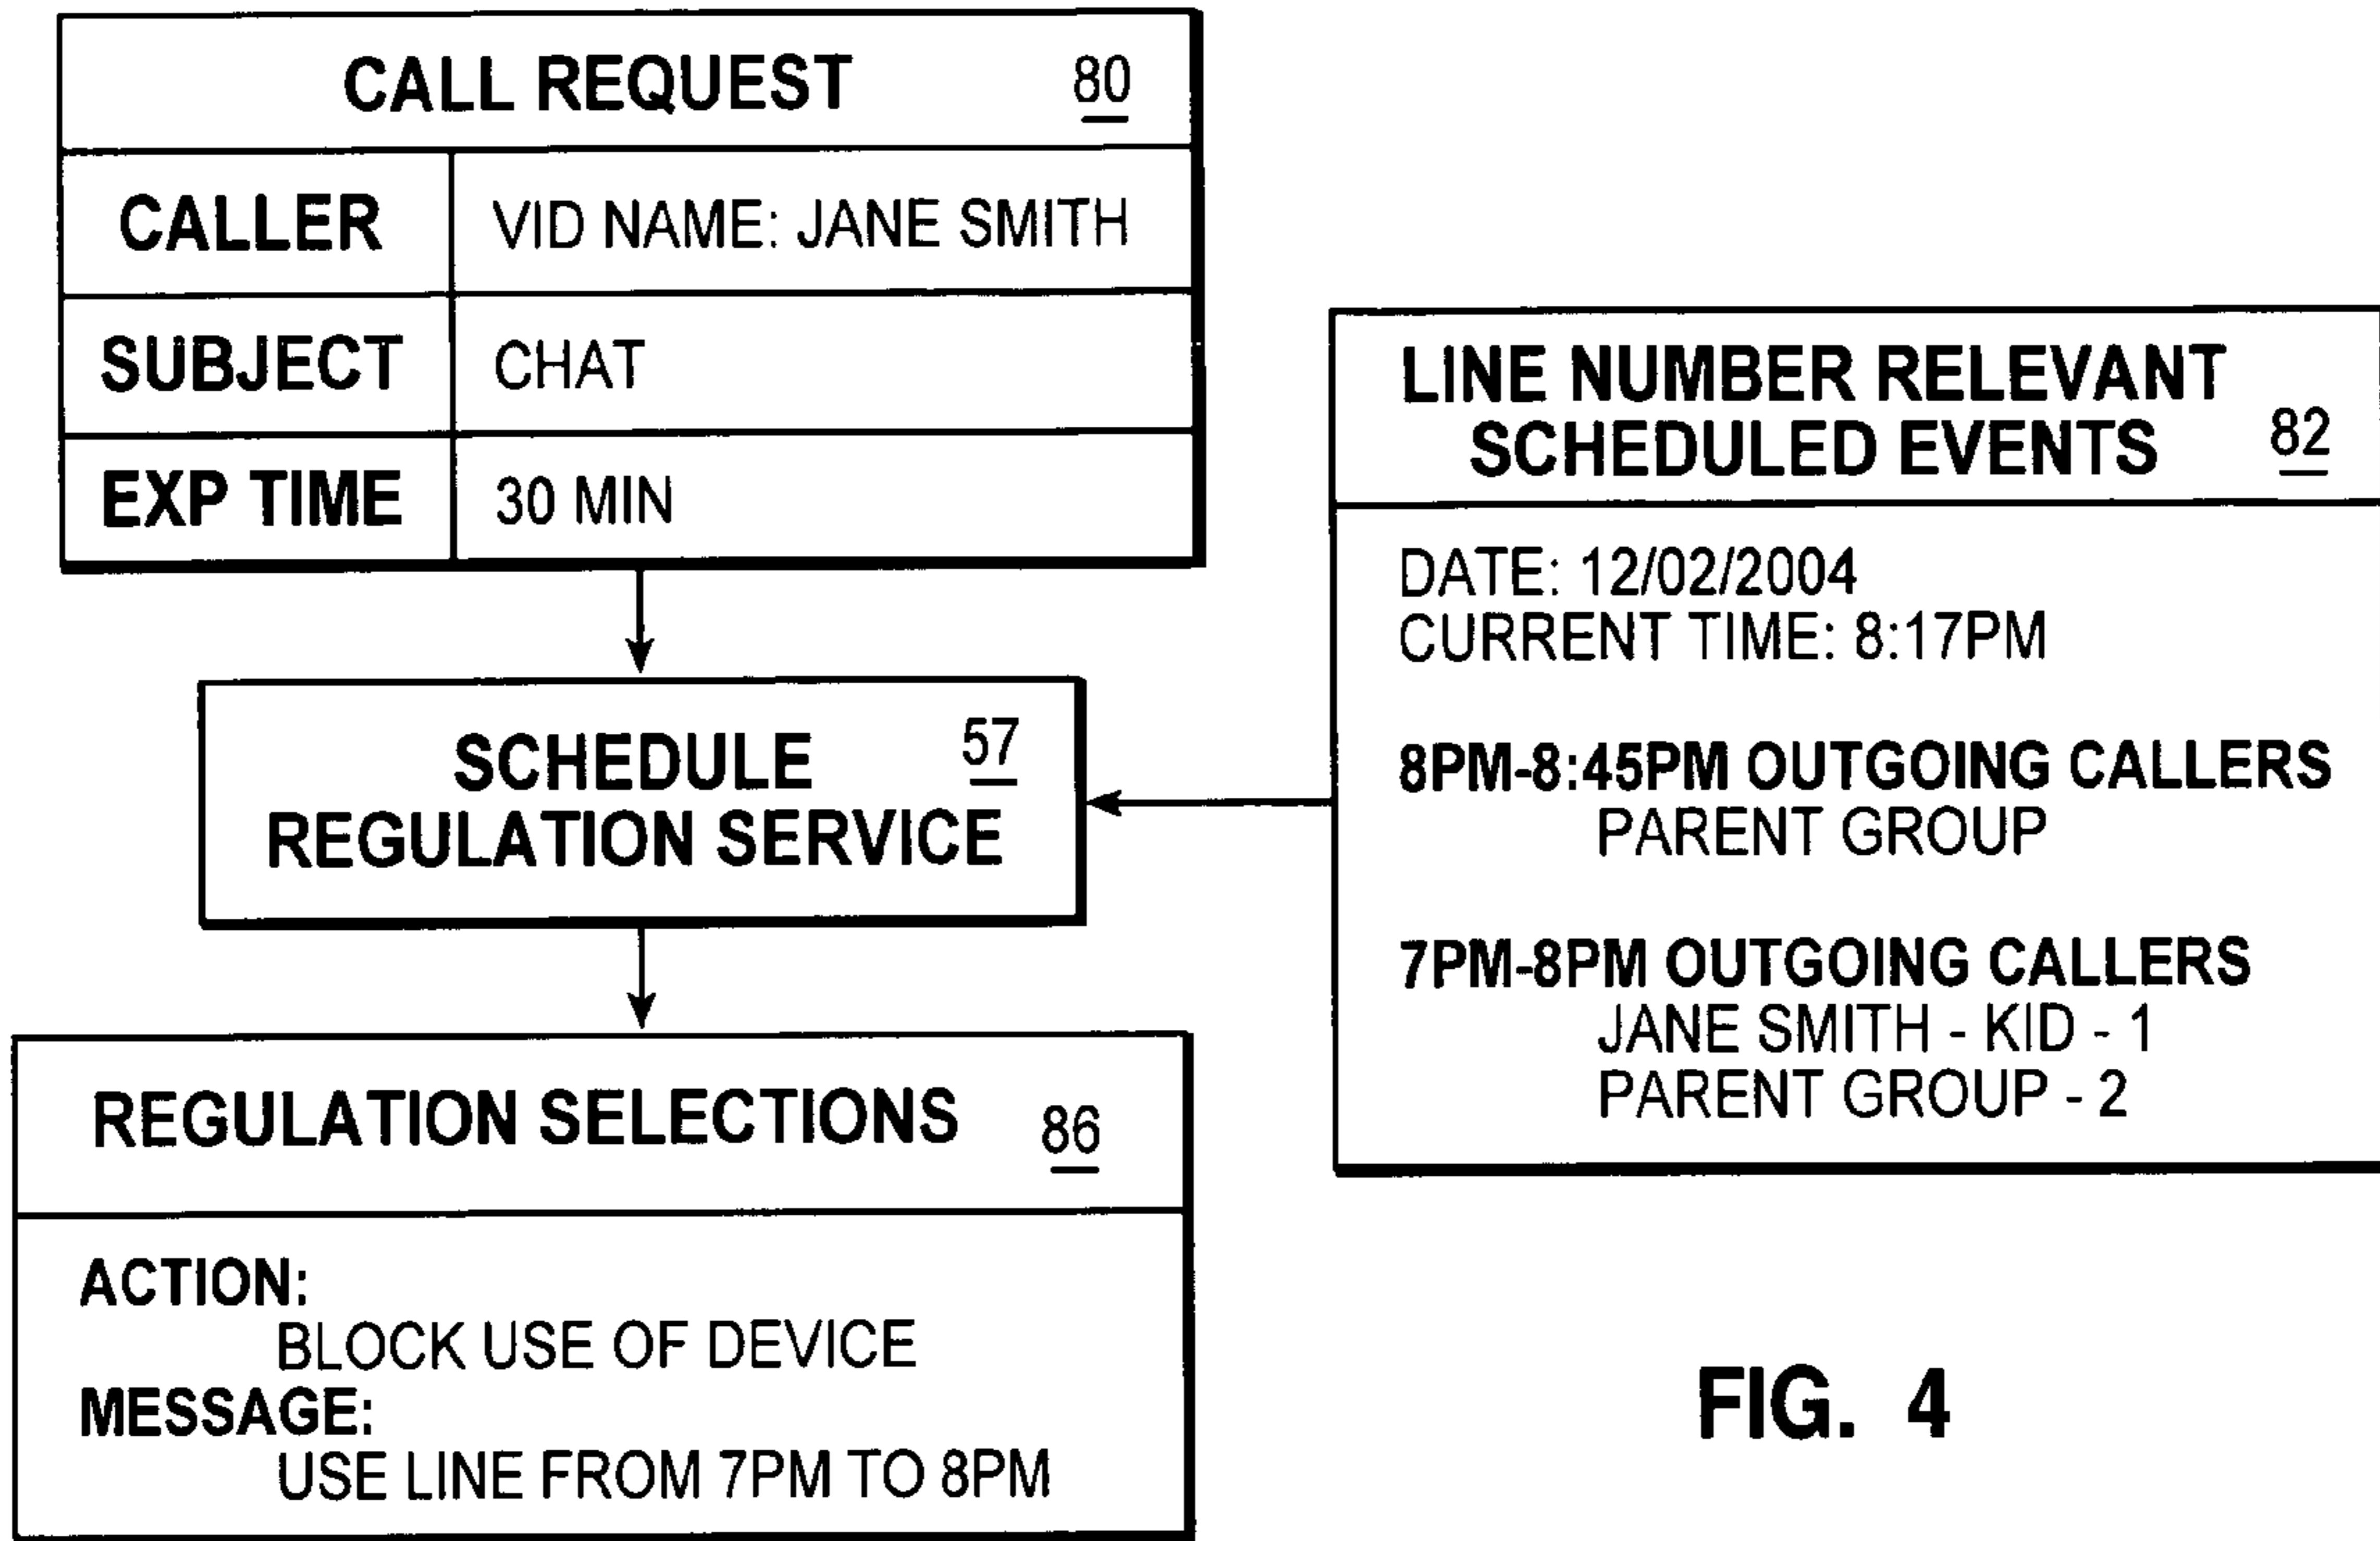 CALL REQUEST 80
CALLER VID NAME: JANE SMITH
SUBJECT CHAT
EXP TIME 30 MIN
SCHEDULE 57
REGULATION SERVICE
LINE NUMBER RELEVANT
SCHEDULED EVENTS 82
DATE: 12/02/2004
CURRENT TIME: 8:17PM
8PM-8:45PM OUTGOING CALLERS
PARENT GROUP
7PM-8PM OUTGOING CALLERS
JANE SMITH - KID - 1
PARENT GROUP - 2
REGULATION SELECTIONS 86
ACTION:
BLOCK USE OF DEVICE
MESSAGE:
USE LINE FROM 7PM TO 8PM
FIG. 4